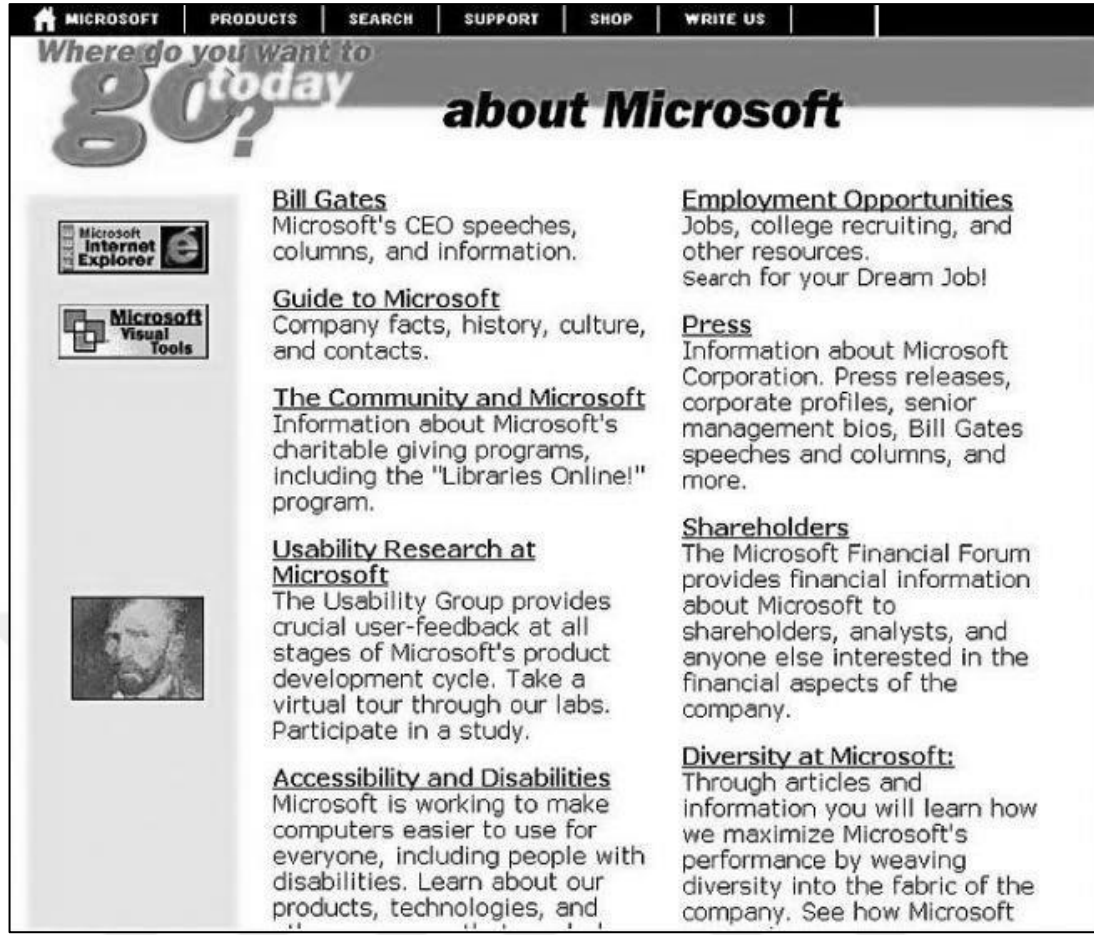 MICROSOFT
PRODUCTS
SEARCH
SUPPORT
SHOP
WRITE US
Where do you want to
go today?
about Microsoft
Microsoft
Internet
Explorer
Microsoft
Visual
Tools
Bill Gates
Microsoft's CEO speeches,
columns, and information.
Guide to Microsoft
Company facts, history, culture,
and contacts.
The Community and Microsoft
Information about Microsoft's
charitable giving programs,
including the "Libraries Online!"
program.
Usability Research at
Microsoft
The Usability Group provides
crucial user-feedback at all
stages of Microsoft's product
development cycle. Take a
virtual tour through our labs.
Participate in a study.
Accessibility and Disabilities
Microsoft is working to make
computers easier to use for
everyone, including people with
disabilities. Learn about our
products, technologies, and
Employment Opportunities
Jobs, college recruiting, and
other resources.
Search for your Dream Job!
Press
Information about Microsoft
Corporation. Press releases,
corporate profiles, senior
management bios, Bill Gates
speeches and columns, and
more.
Shareholders
The Microsoft Financial Forum
provides financial information
about Microsoft to
shareholders, analysts, and
anyone else interested in the
financial aspects of the
company.
Diversity at Microsoft:
Through articles and
information you will learn how
we maximize Microsoft's
performance by weaving
diversity into the fabric of the
company. See how Microsoft